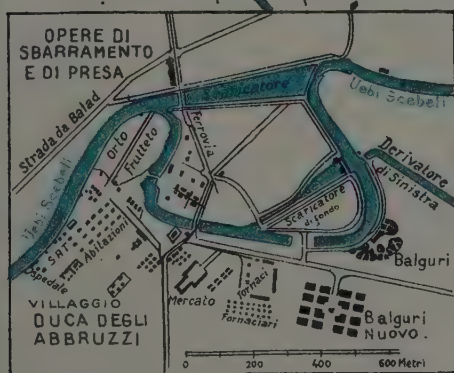 OPERE DI
SBARRAMENTO
E DI PRESA
Strada da Balad
Scaricatore
Uebi Scebeli
Ferrovia
Orto
Frutteto
Derivatore
di Sinistra
Uebi Scebeli
Scaricatore
di fondo
S.A.I.
Abitazioni
Ospedale
Balguri
VILLAGGIO
DUCA DEGLI
ABBRUZZI
Mercato
Fornaci
Fornaciari
Balguri
NUOVO.
0 200 400 600 Metri